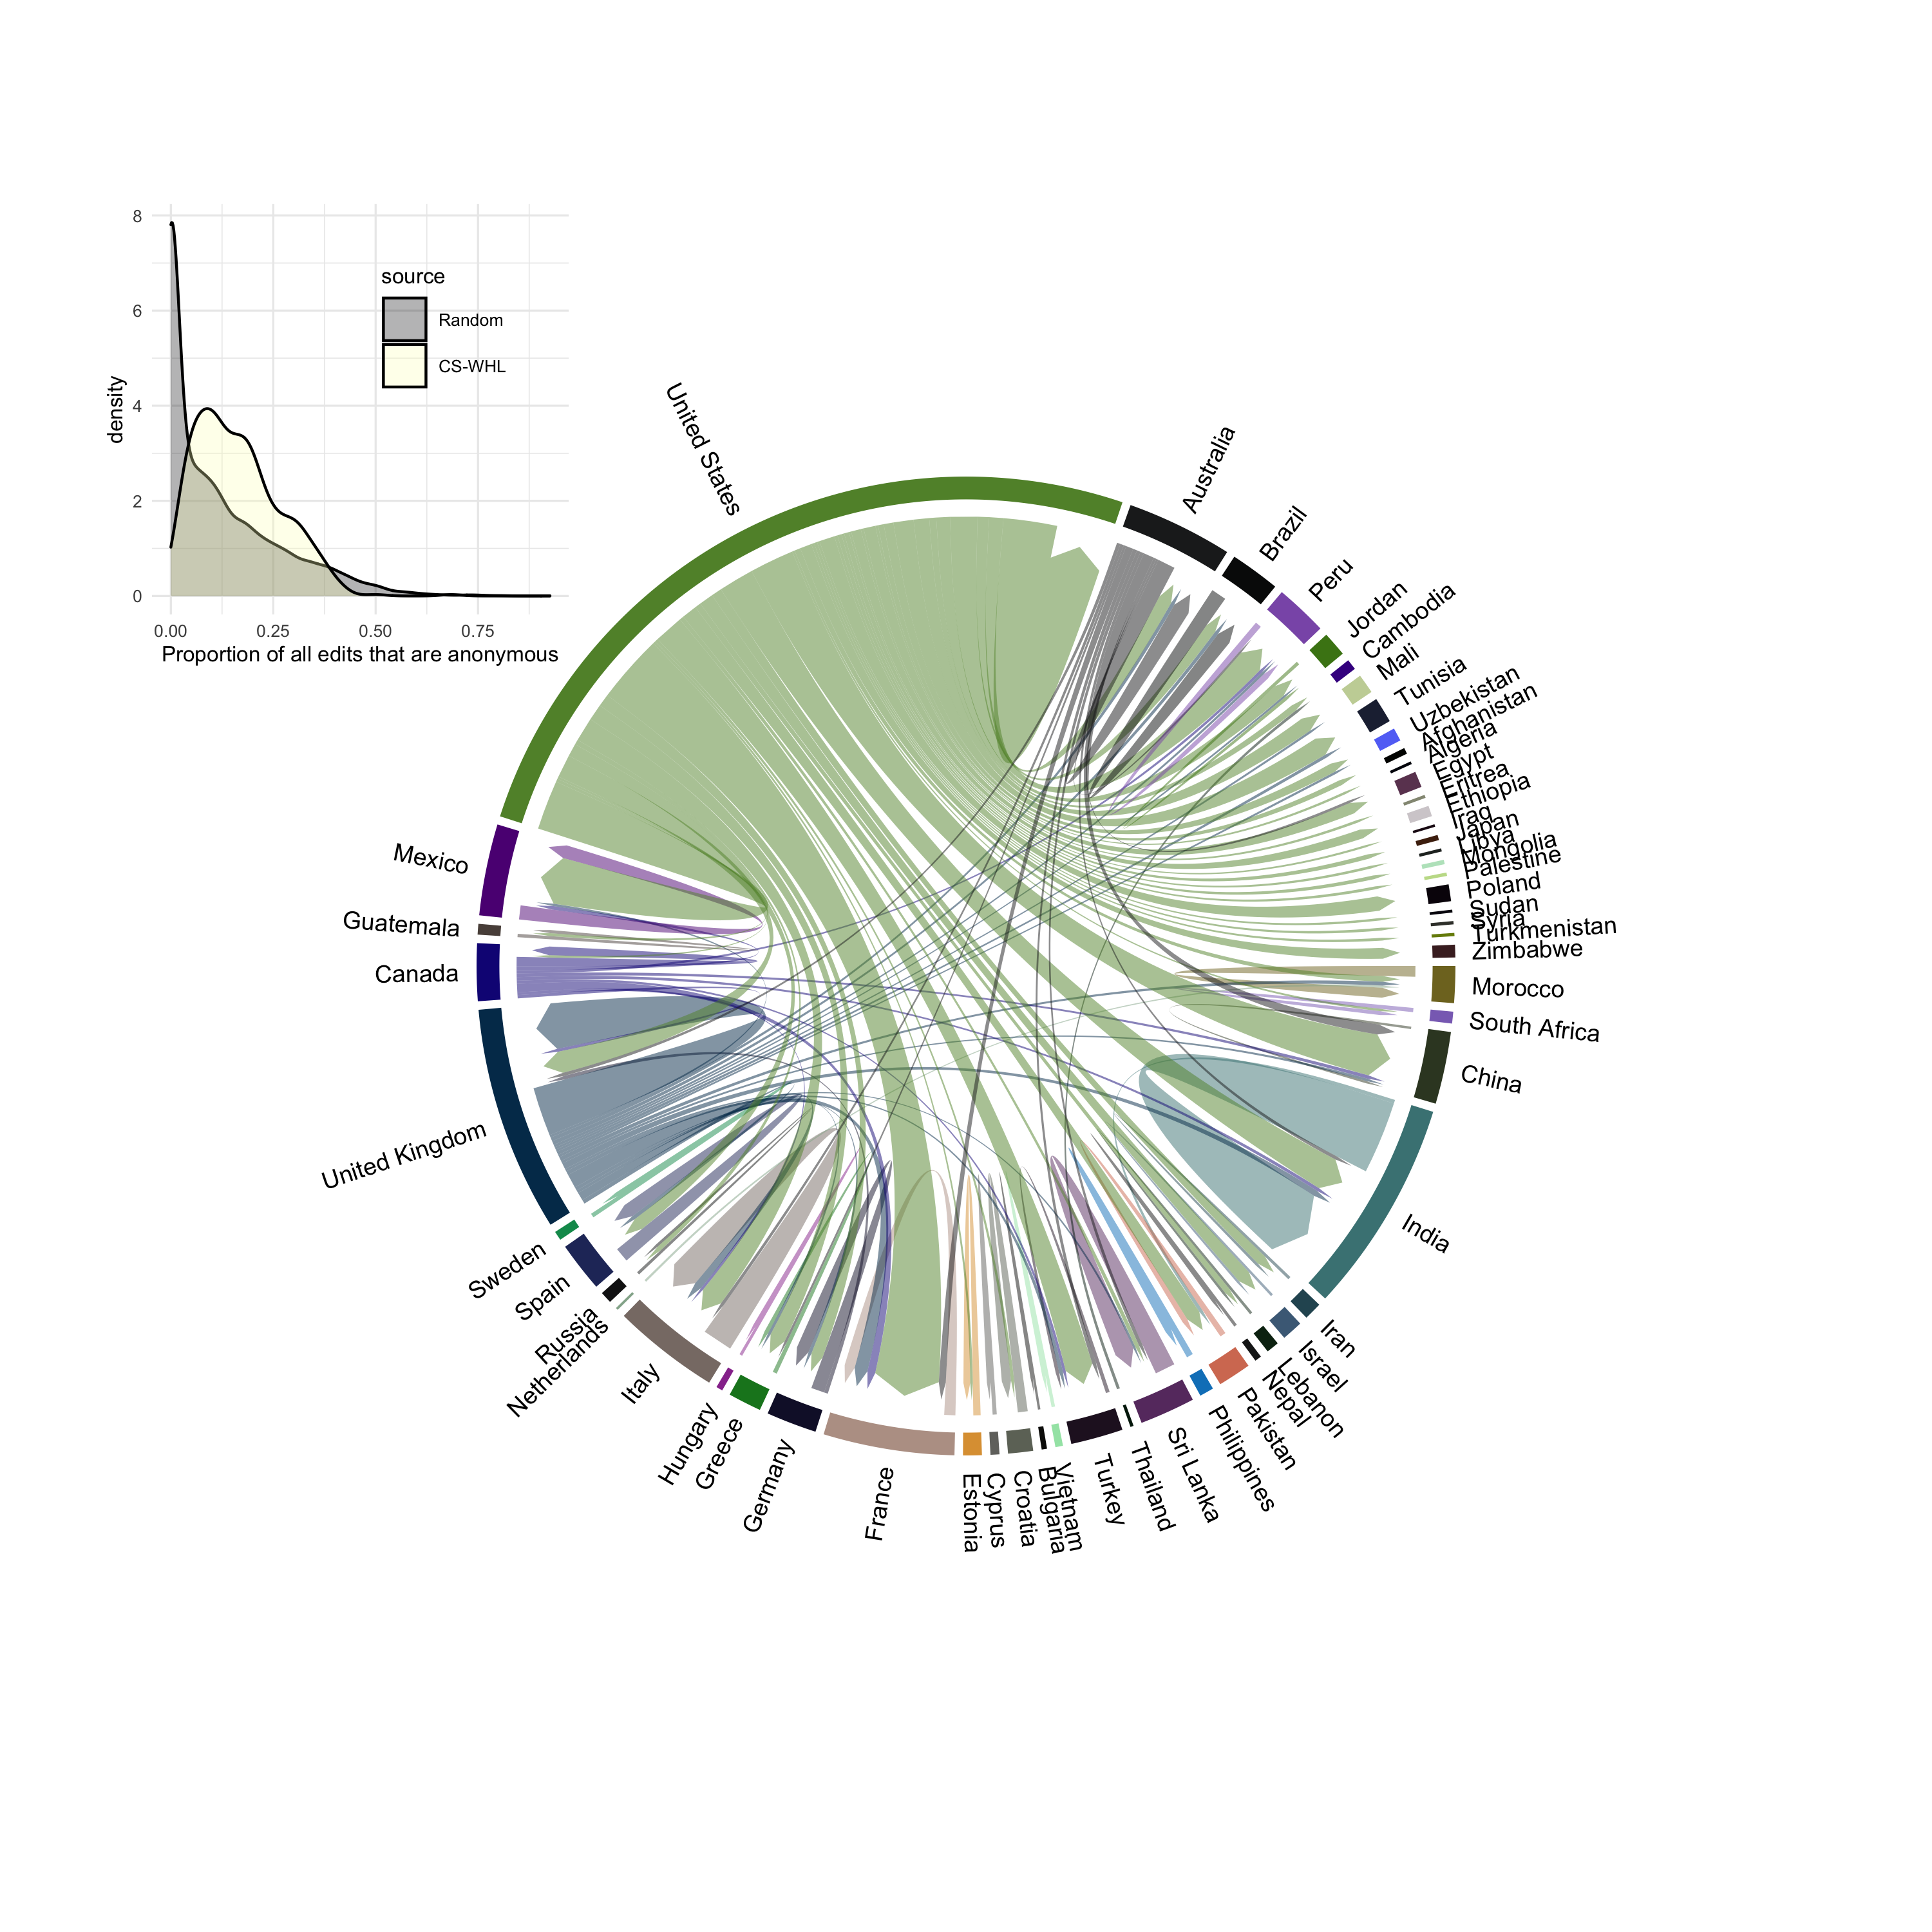 8
6
4
2
0
density
source
Random
CS-WHL
0.00 0.25 0.50 0.75
Proportion of all edits that are anonymous
United States
Australia
Brazil
Peru
Jordan
Cambodia
Mali
Tunisia
Uzbekistan
Afghanistan
Algeria
Egypt
Eritrea
Ethiopia
Iraq
Japan
Libya
Mongolia
Palestine
Poland
Sudan
Syria
Turkmenistan
Zimbabwe
Morocco
South Africa
China
India
Iran
Israel
Lebanon
Nepal
Pakistan
Philippines
Sri Lanka
Thailand
Turkey
Vietnam
Bulgaria
Croatia
Cyprus
Estonia
France
Germany
Greece
Hungary
Italy
Netherlands
Russia
Spain
Sweden
United Kingdom
Canada
Guatemala
Mexico